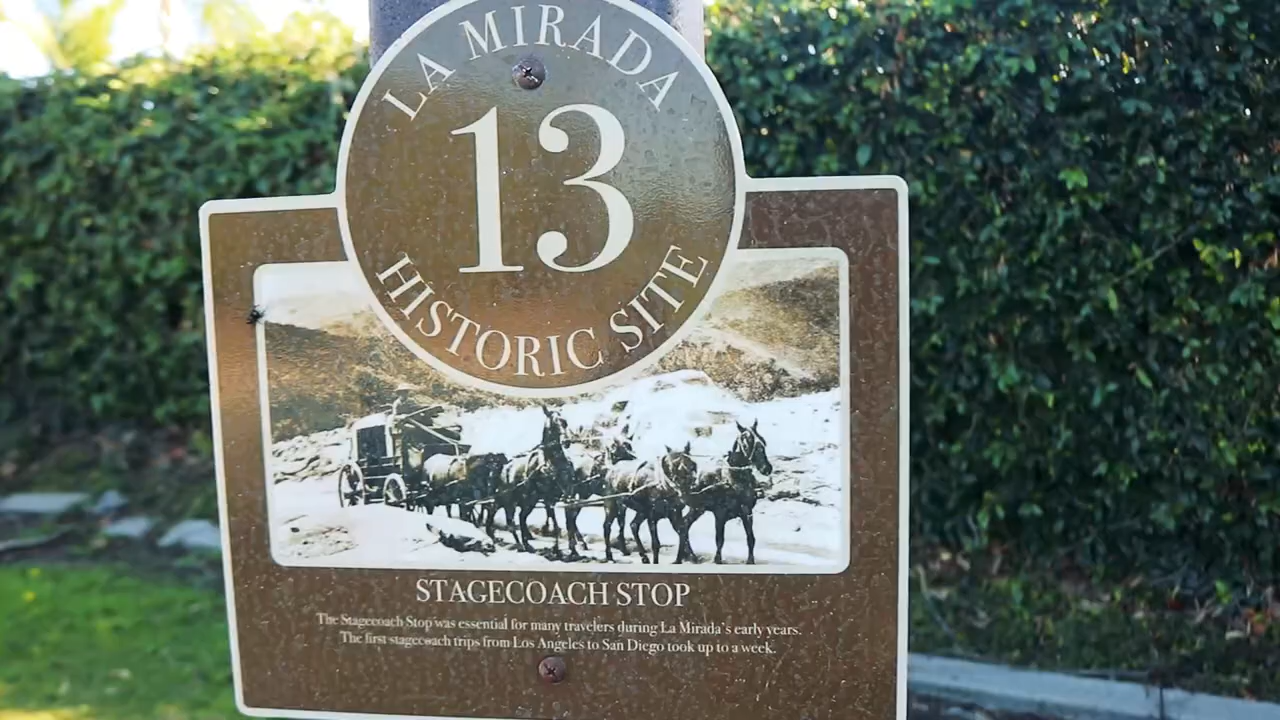 LA MIRADA
13
HISTORIC SITE
STAGECOACH STOP
The Stagecoach Stop was essential for many travelers during La Mirada's early years.
The first stagecoach trips from Los Angeles to San Diego took up to a week.